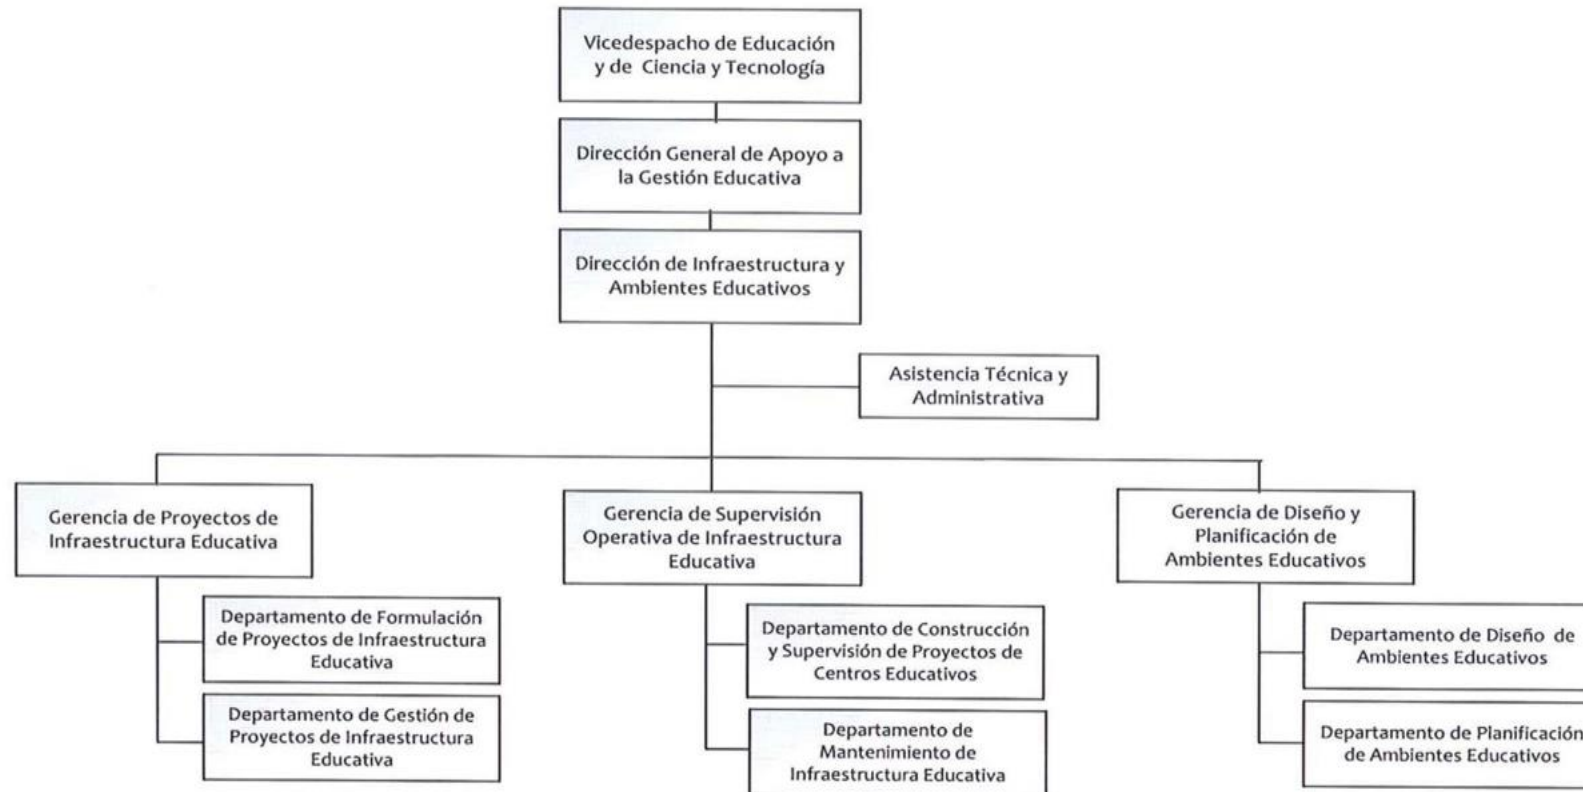 Vicedespacho de Educación
y de Ciencia y Tecnología
Dirección General de Apoyo a
la Gestión Educativa
Dirección de Infraestructura y
Ambientes Educativos
Asistencia Técnica y
Administrativa
Gerencia de Proyectos de
Infraestructura Educativa
Departamento de Formulación
de Proyectos de Infraestructura
Educativa
Departamento de Gestión de
Proyectos de Infraestructura
Educativa
Gerencia de Supervisión
Operativa de Infraestructura
Educativa
Departamento de Construcción
y Supervisión de Proyectos de
Centros Educativos
Departamento de
Mantenimiento de
Infraestructura Educativa
Gerencia de Diseño y
Planificación de
Ambientes Educativos
Departamento de Diseño de
Ambientes Educativos
Departamento de Planificación
de Ambientes Educativos